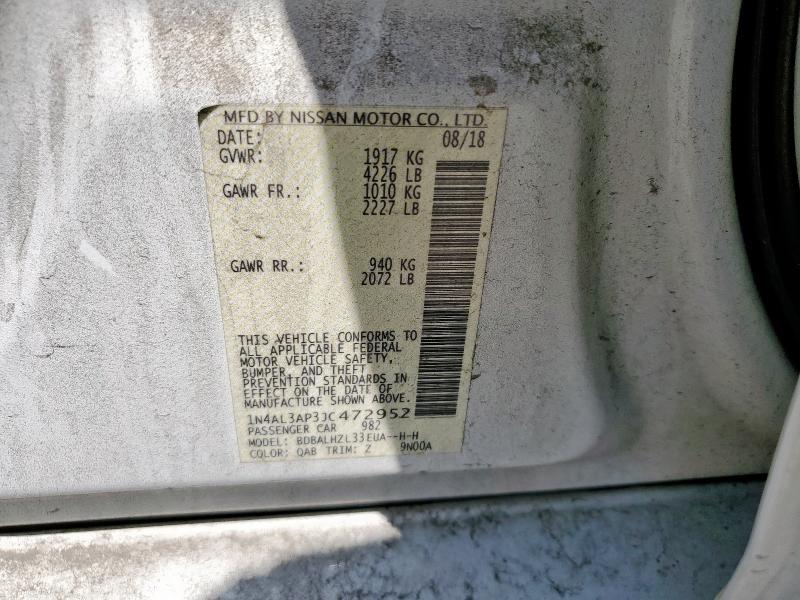 MFD BY NISSAN MOTOR CO., LTD.
DATE: 08/18
GVWR: 1917 KG
4226 LB
GAWR FR.: 1010 KG
2227 LB
GAWR RR.: 940 KG
2072 LB
THIS VEHICLE CONFORMS TO
ALL APPLICABLE FEDERAL
MOTOR VEHICLE SAFETY,
BUMPER, AND THEFT
PREVENTION STANDARDS IN
EFFECT ON THE DATE OF
MANUFACTURE SHOWN ABOVE.
1N4AL3AP3JC472952
PASSENGER CAR 982
MODEL: BDBALHZL33EUA--H-H
COLOR: QAB TRIM: Z 9N00A